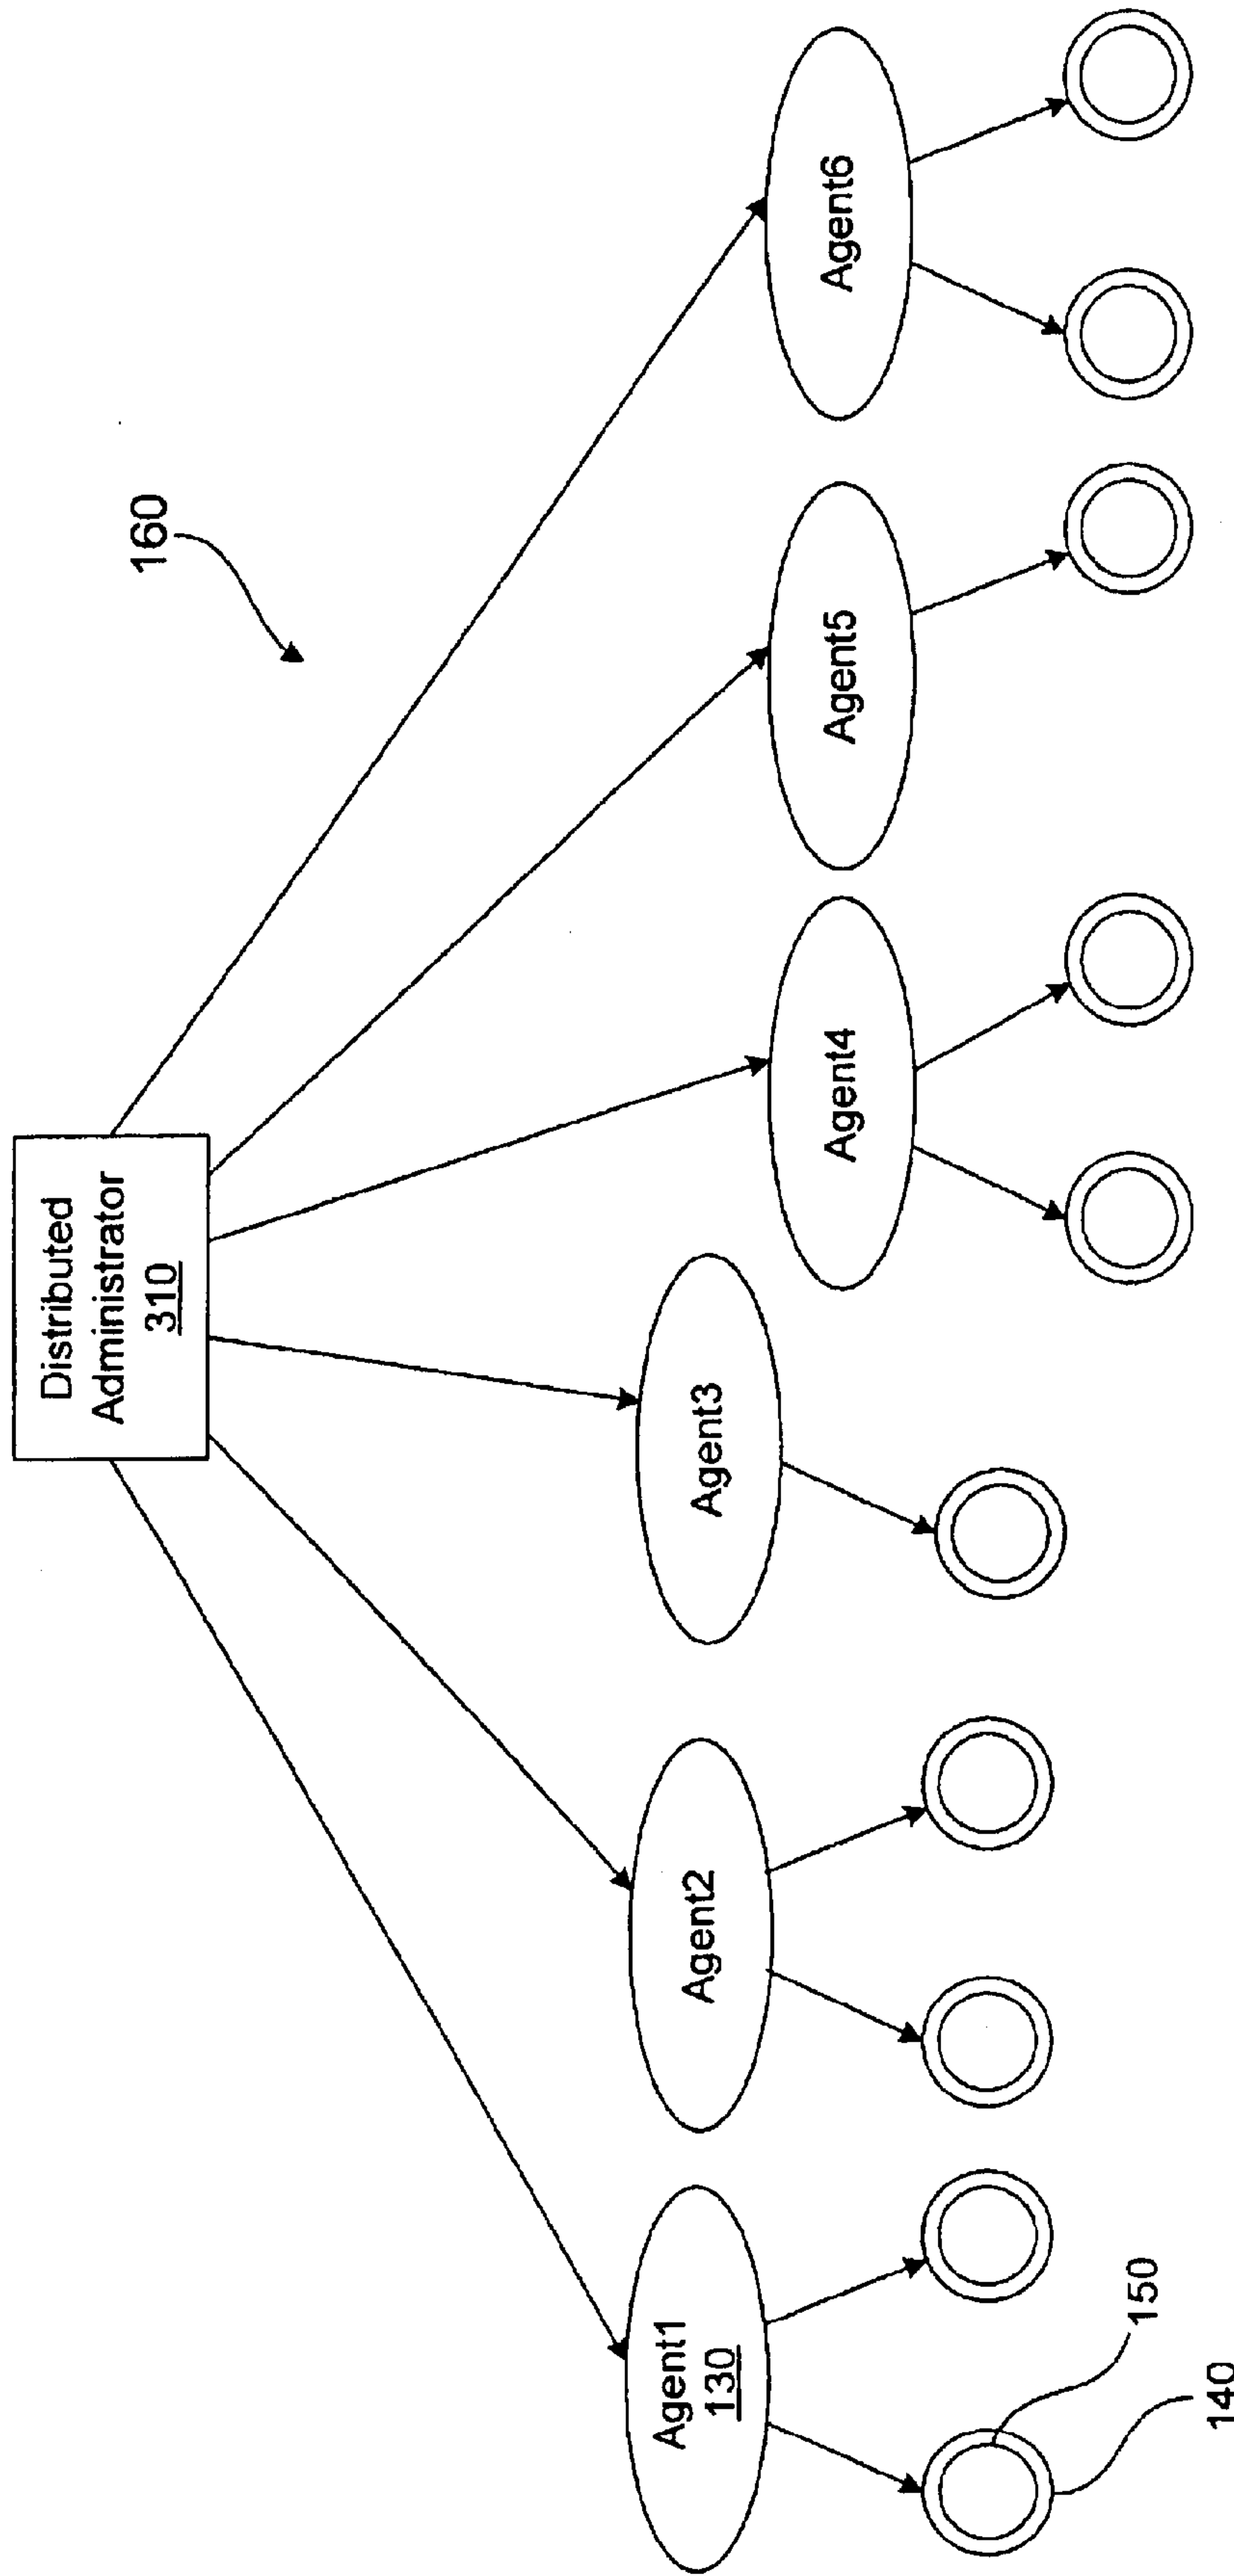 Distributed
Administrator
310
160
Agent1
130
Agent2
Agent3
Agent4
Agent5
Agent6
150
140